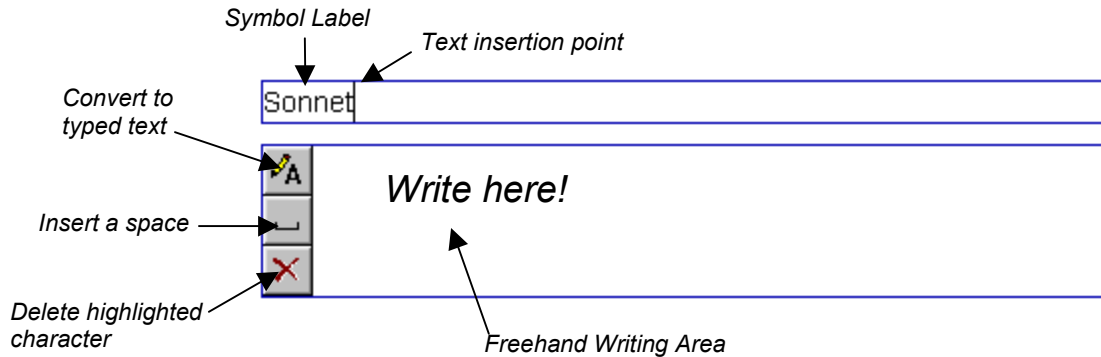 Symbol Label
Text insertion point
Sonnet
Convert to
typed text
A
Write here!
Insert a space
Delete highlighted
character
Freehand Writing Area